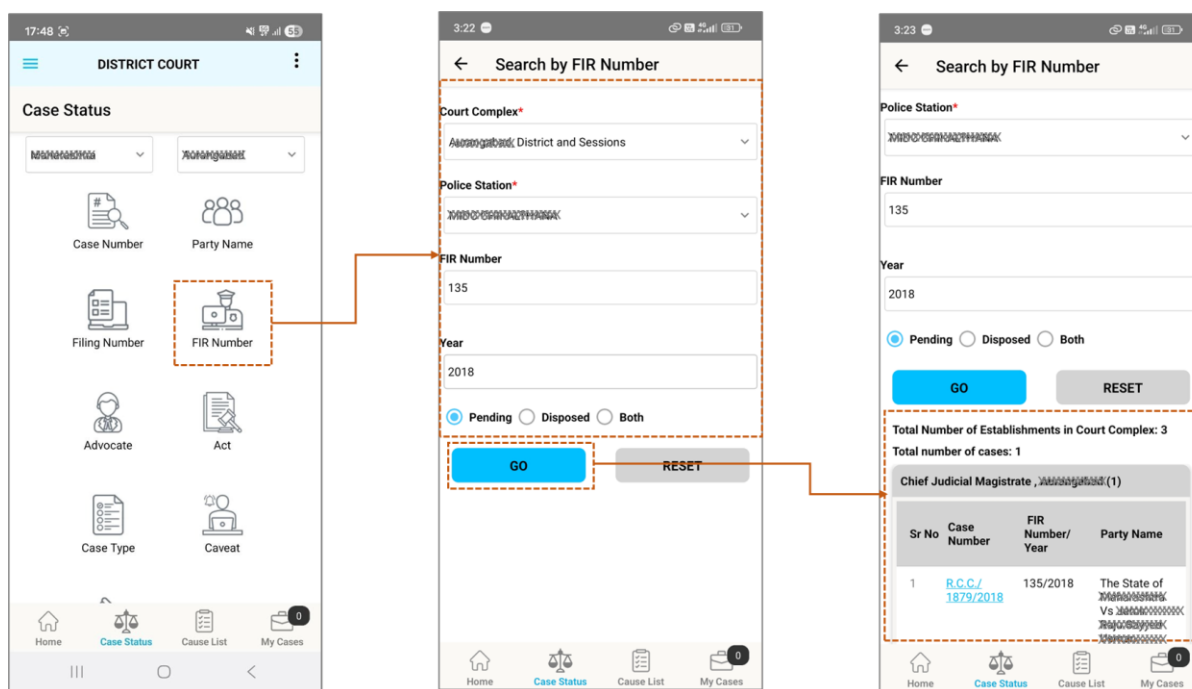 17:48
53
DISTRICT COURT
Case Status
Case Number
Party Name
Filing Number
FIR Number
Advocate
Act
Case Type
Caveat
0
Home
Case Status
Cause List
My Cases
3:22
4G
Search by FIR Number
Court Complex*
District and Sessions
Police Station*
FIR Number
135
Year
2018
Pending
Disposed
Both
GO
RESET
0
Home
Case Status
Cause List
My Cases
3:23
4G
Search by FIR Number
Police Station*
FIR Number
135
Year
2018
Pending
Disposed
Both
GO
RESET
Total Number of Establishments in Court Complex: 3
Total number of cases: 1
Chief Judicial Magistrate , (1)
Sr No
Case
Number
FIR
Number/
Year
Party Name
1
R.C.C./
1879/2018
135/2018
The State of
Vs
0
Home
Case Status
Cause List
My Cases